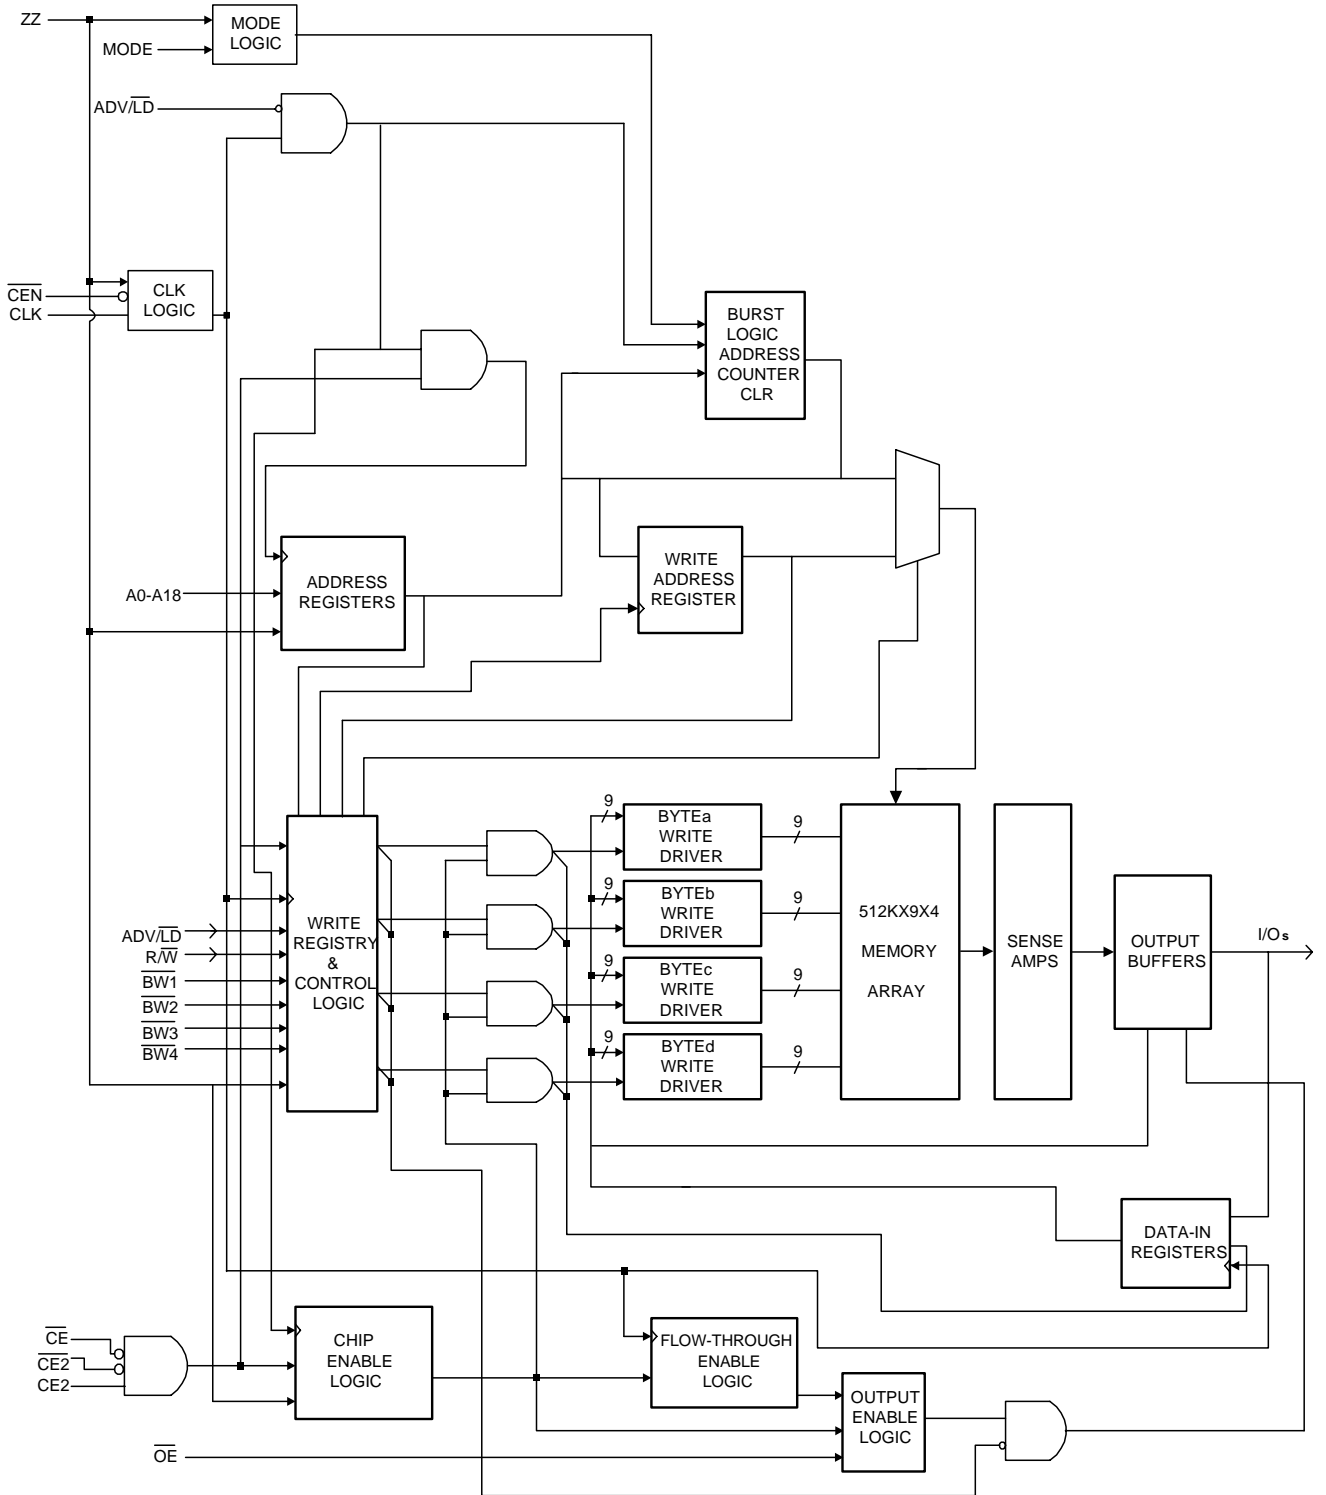 ZZ
MODE
LOGIC
MODE
ADV/LD
CEN
CLK
CLK
LOGIC
BURST
LOGIC
ADDRESS
COUNTER
CLR
A0-A18
ADDRESS
REGISTERS
WRITE
ADDRESS
REGISTER
WRITE
REGISTRY
&
CONTROL
LOGIC
ADV/LD
R/W
BW1
BW2
BW3
BW4
9
BYTEa
WRITE
DRIVER
9
9
BYTEb
WRITE
DRIVER
9
9
BYTEc
WRITE
DRIVER
9
9
BYTEd
WRITE
DRIVER
9
512KX9X4
MEMORY
ARRAY
SENSE
AMPS
OUTPUT
BUFFERS
I/Os
DATA-IN
REGISTERS
CE
CE2
CE2
CHIP
ENABLE
LOGIC
FLOW-THROUGH
ENABLE
LOGIC
OUTPUT
ENABLE
LOGIC
OE